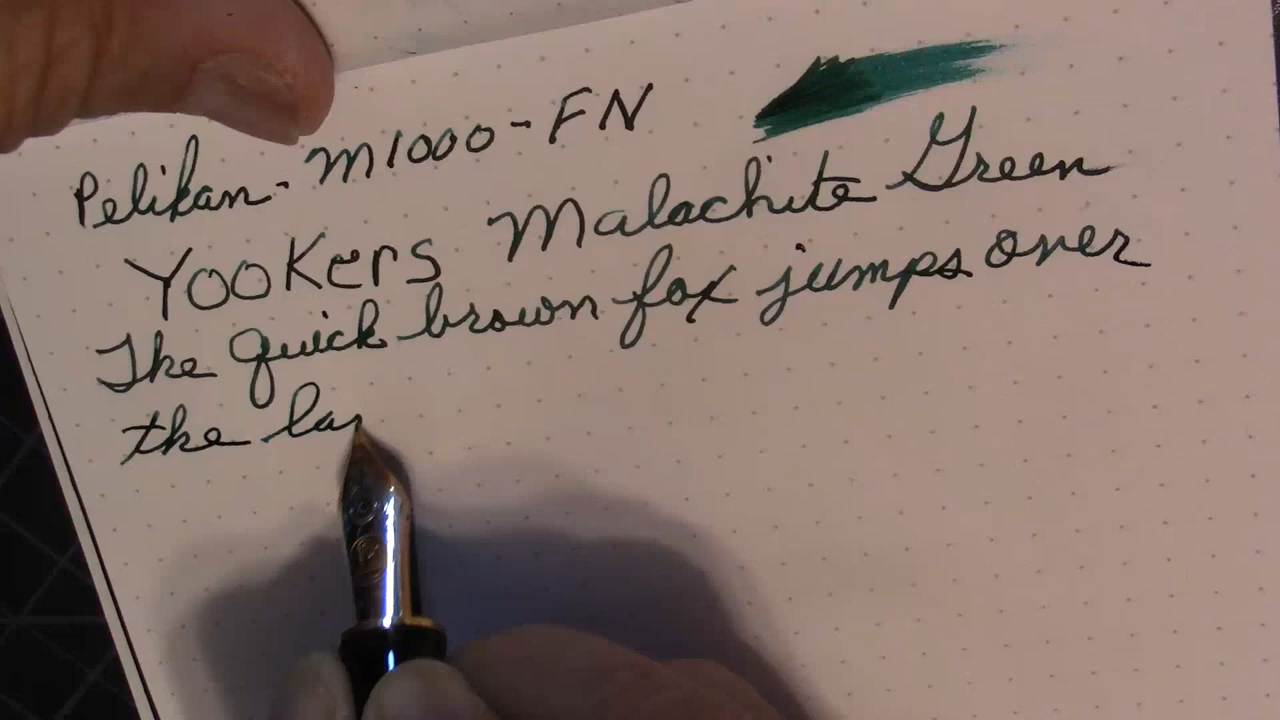 Pelikan - M1000 - FN
Yookers Malachite Green
The quick brown fox jumps over
the la